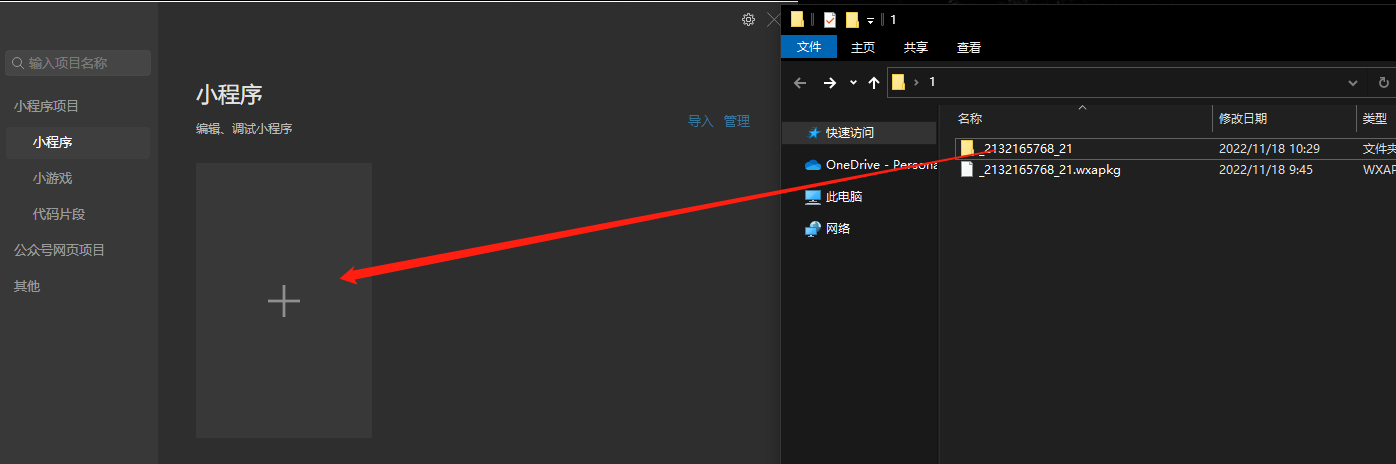 输入项目名称
小程序项目
小程序
小游戏
代码片段
公众号网页项目
其他
小程序
编辑、调试小程序
导入 管理
1
文件 主页 共享 查看
1
快速访问
OneDrive - Persona
此电脑
网络
名称 修改日期 类型
_2132165768_21 2022/11/18 10:29 文件夹
_2132165768_21.wxapkg 2022/11/18 9:45 WXAP